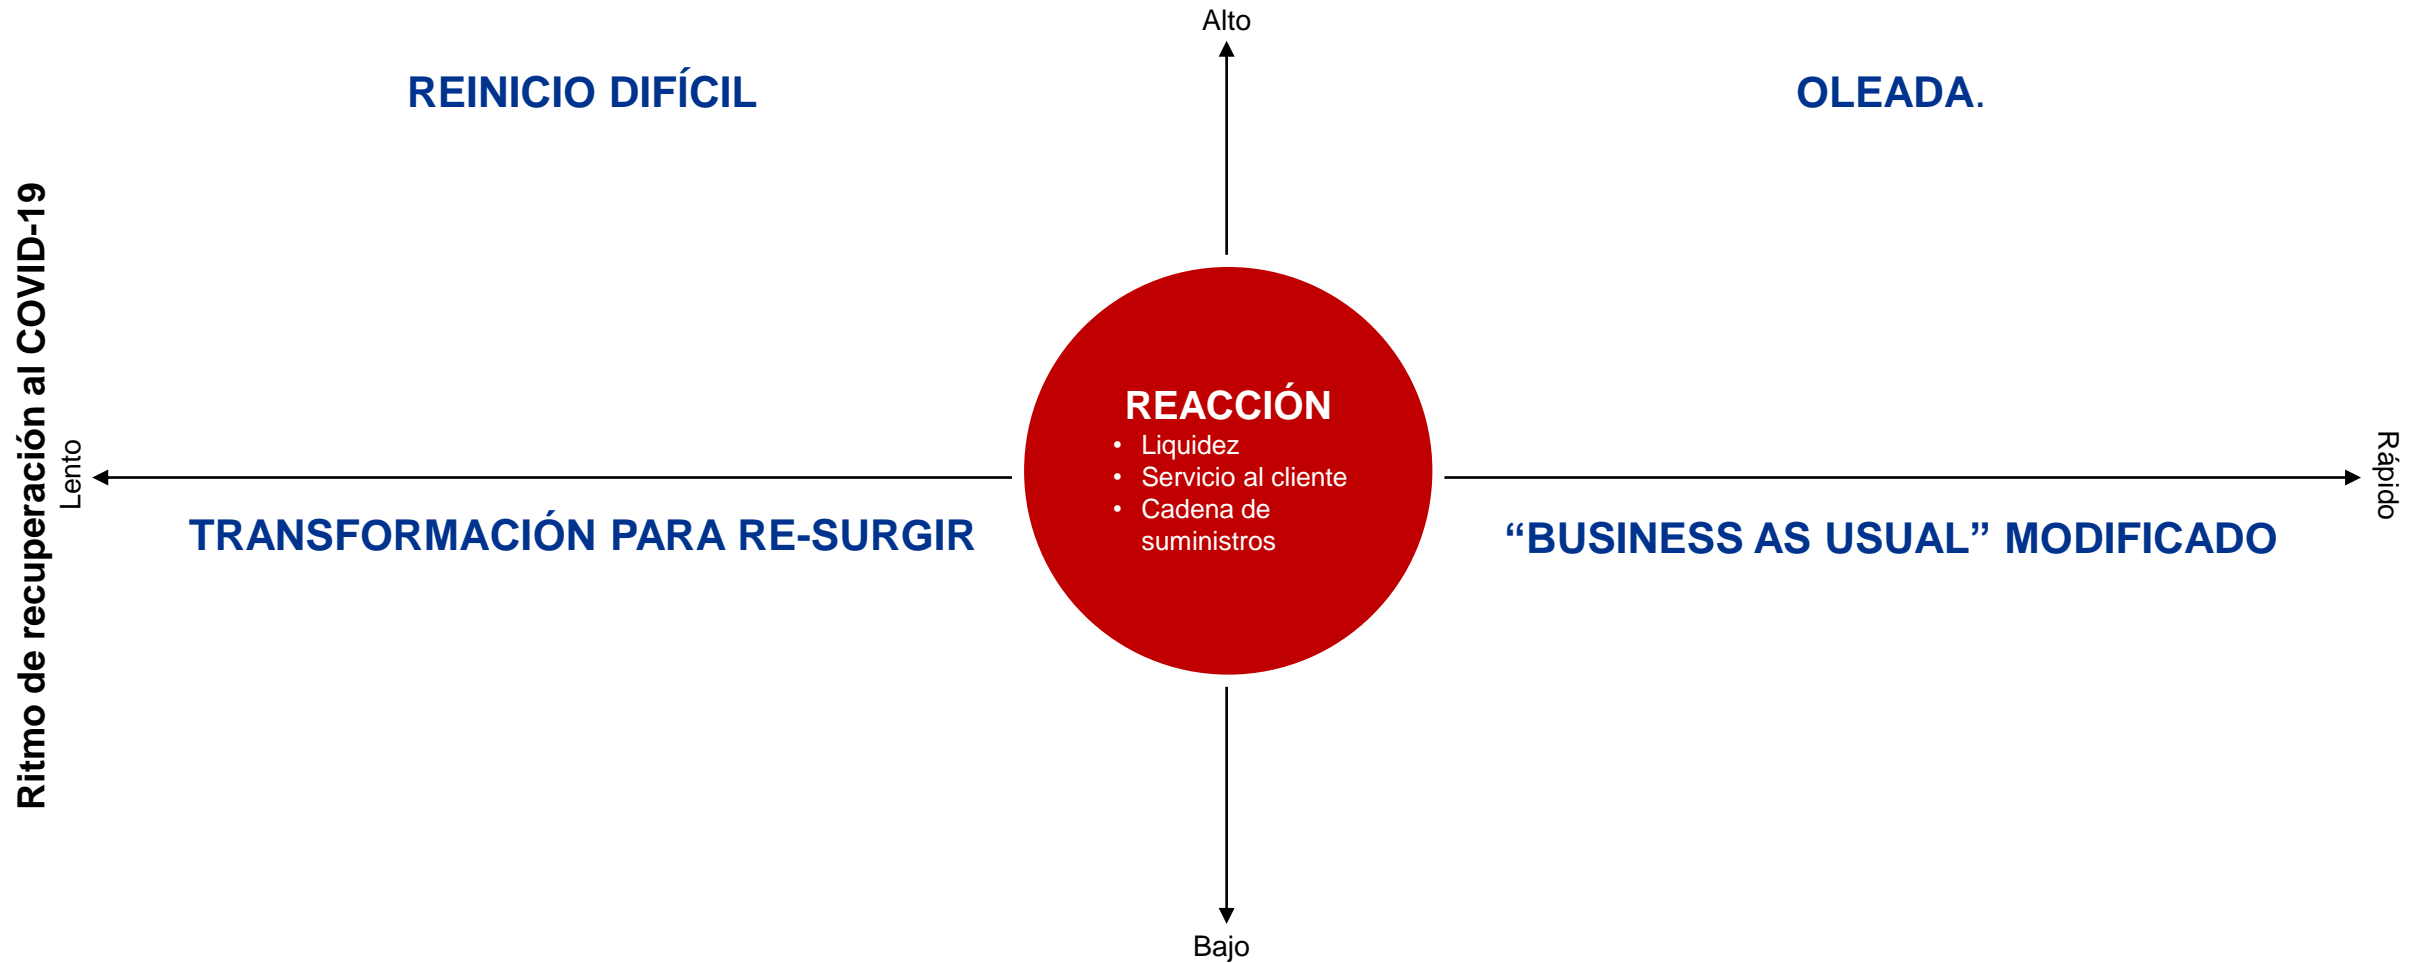 Alto
REINICIO DIFÍCIL
OLEADA.
Ritmo de recuperación al COVID-19
Lento
REACCIÓN
• Liquidez
• Servicio al cliente
• Cadena de
suministros
Rápido
TRANSFORMACIÓN PARA RE-SURGIR
“BUSINESS AS USUAL” MODIFICADO
Bajo